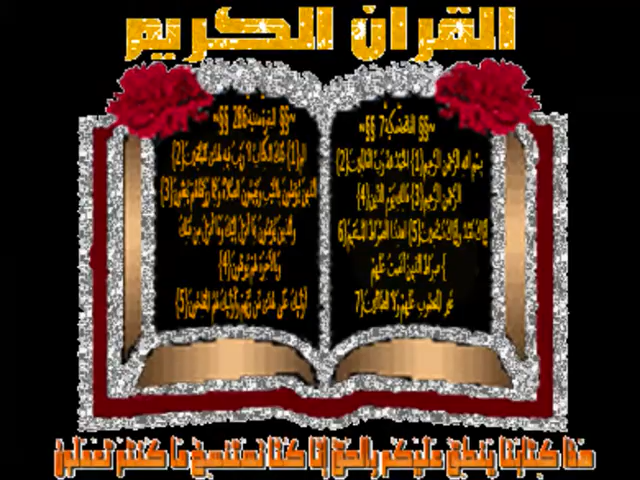 القران الكريم
~§§ الفاتحة مكية 7 §§~
بسم الله الرحمن الرحيم{1} الحمد لله رب العالمين{2}
الرحمن الرحيم{3} مالك يوم الدين{4}
إياك نعبد وإياك نستعين{5} اهدنا الصراط المستقيم{6
} صراط الذين أنعمت عليهم
غير المغضوب عليهم ولا الضالين{7
286 §§~
الم{1} ذلك الكتاب لا ريب فيه هدى للمتقين{2}
الذين يؤمنون بالغيب ويقيمون الصلاة ومما رزقناهم ينفقون{3}
والذين يؤمنون بما أنزل إليك وما أنزل من قبلك
وبالآخرة هم يوقنون{4}
أولئك على هدى من ربهم وأولئك هم المفلحون{5}
هذا كتابنا ينطق عليكم بالحق إنا كنا نستنسخ ما كنتم تعملون